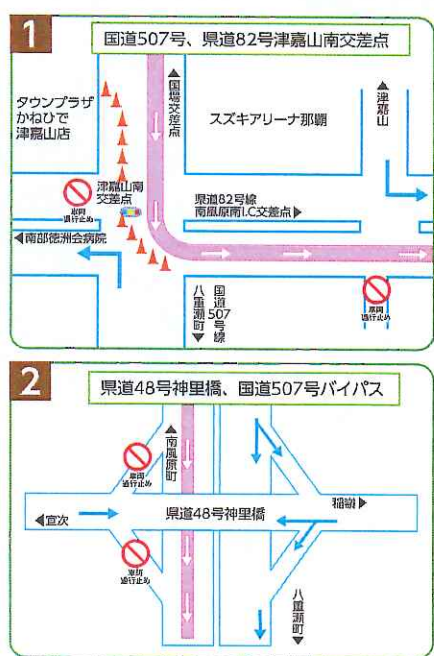 1
国道507号、県道82号津嘉山南交差点
タウンプラザ
かねひで
津嘉山店
▲国場交差点
スズキアリーナ那覇
▲津嘉山
津嘉山南
交差点
車両
通行止め
県道82号線
南風原南I.C交差点▶
◀南部徳洲会病院
国道507号線
八重瀬町▼
車両
通行止め
2
県道48号神里橋、国道507号バイパス
▲南風原町
車両
通行止め
◀宜次
県道48号神里橋
稲嶺▶
車両
通行止め
八重瀬町▼